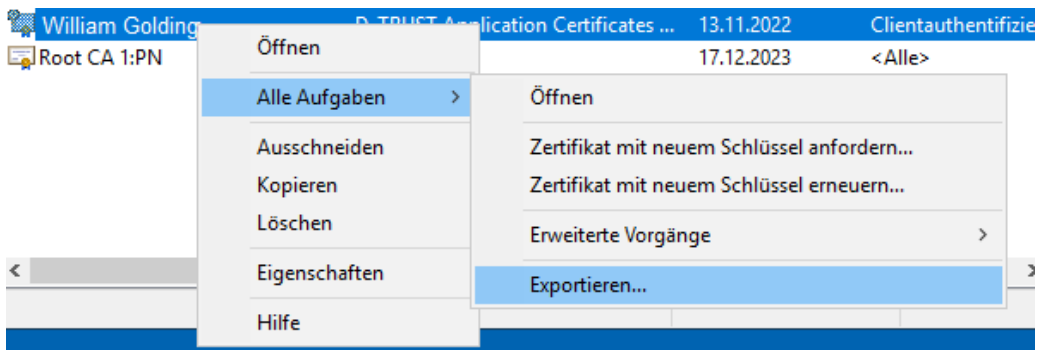 William Golding D-TRUST Application Certificates ... 13.11.2022 Clientauthentifizie
Root CA 1:PN 17.12.2023 <Alle>
Öffnen
Alle Aufgaben >
Ausschneiden
Kopieren
Löschen
Eigenschaften
Hilfe
Öffnen
Zertifikat mit neuem Schlüssel anfordern...
Zertifikat mit neuem Schlüssel erneuern...
Erweiterte Vorgänge >
Exportieren...